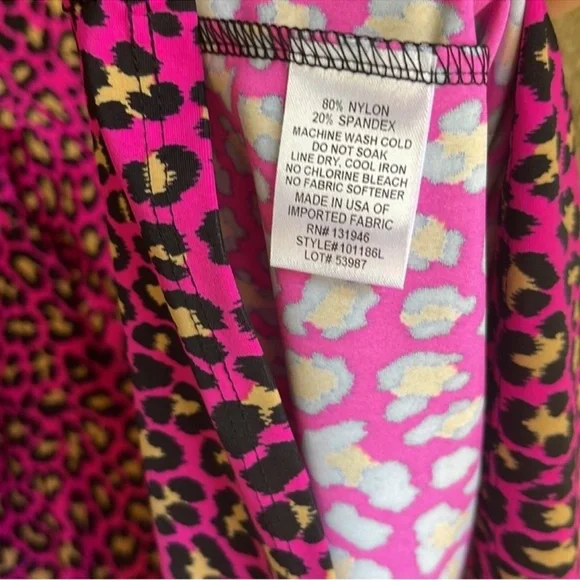 80% NYLON
20% SPANDEX
MACHINE WASH COLD
DO NOT SOAK
LINE DRY, COOL IRON
NO CHLORINE BLEACH
NO FABRIC SOFTENER
MADE IN USA OF
IMPORTED FABRIC
RN# 131946
STYLE#101186L
LOT# 53987